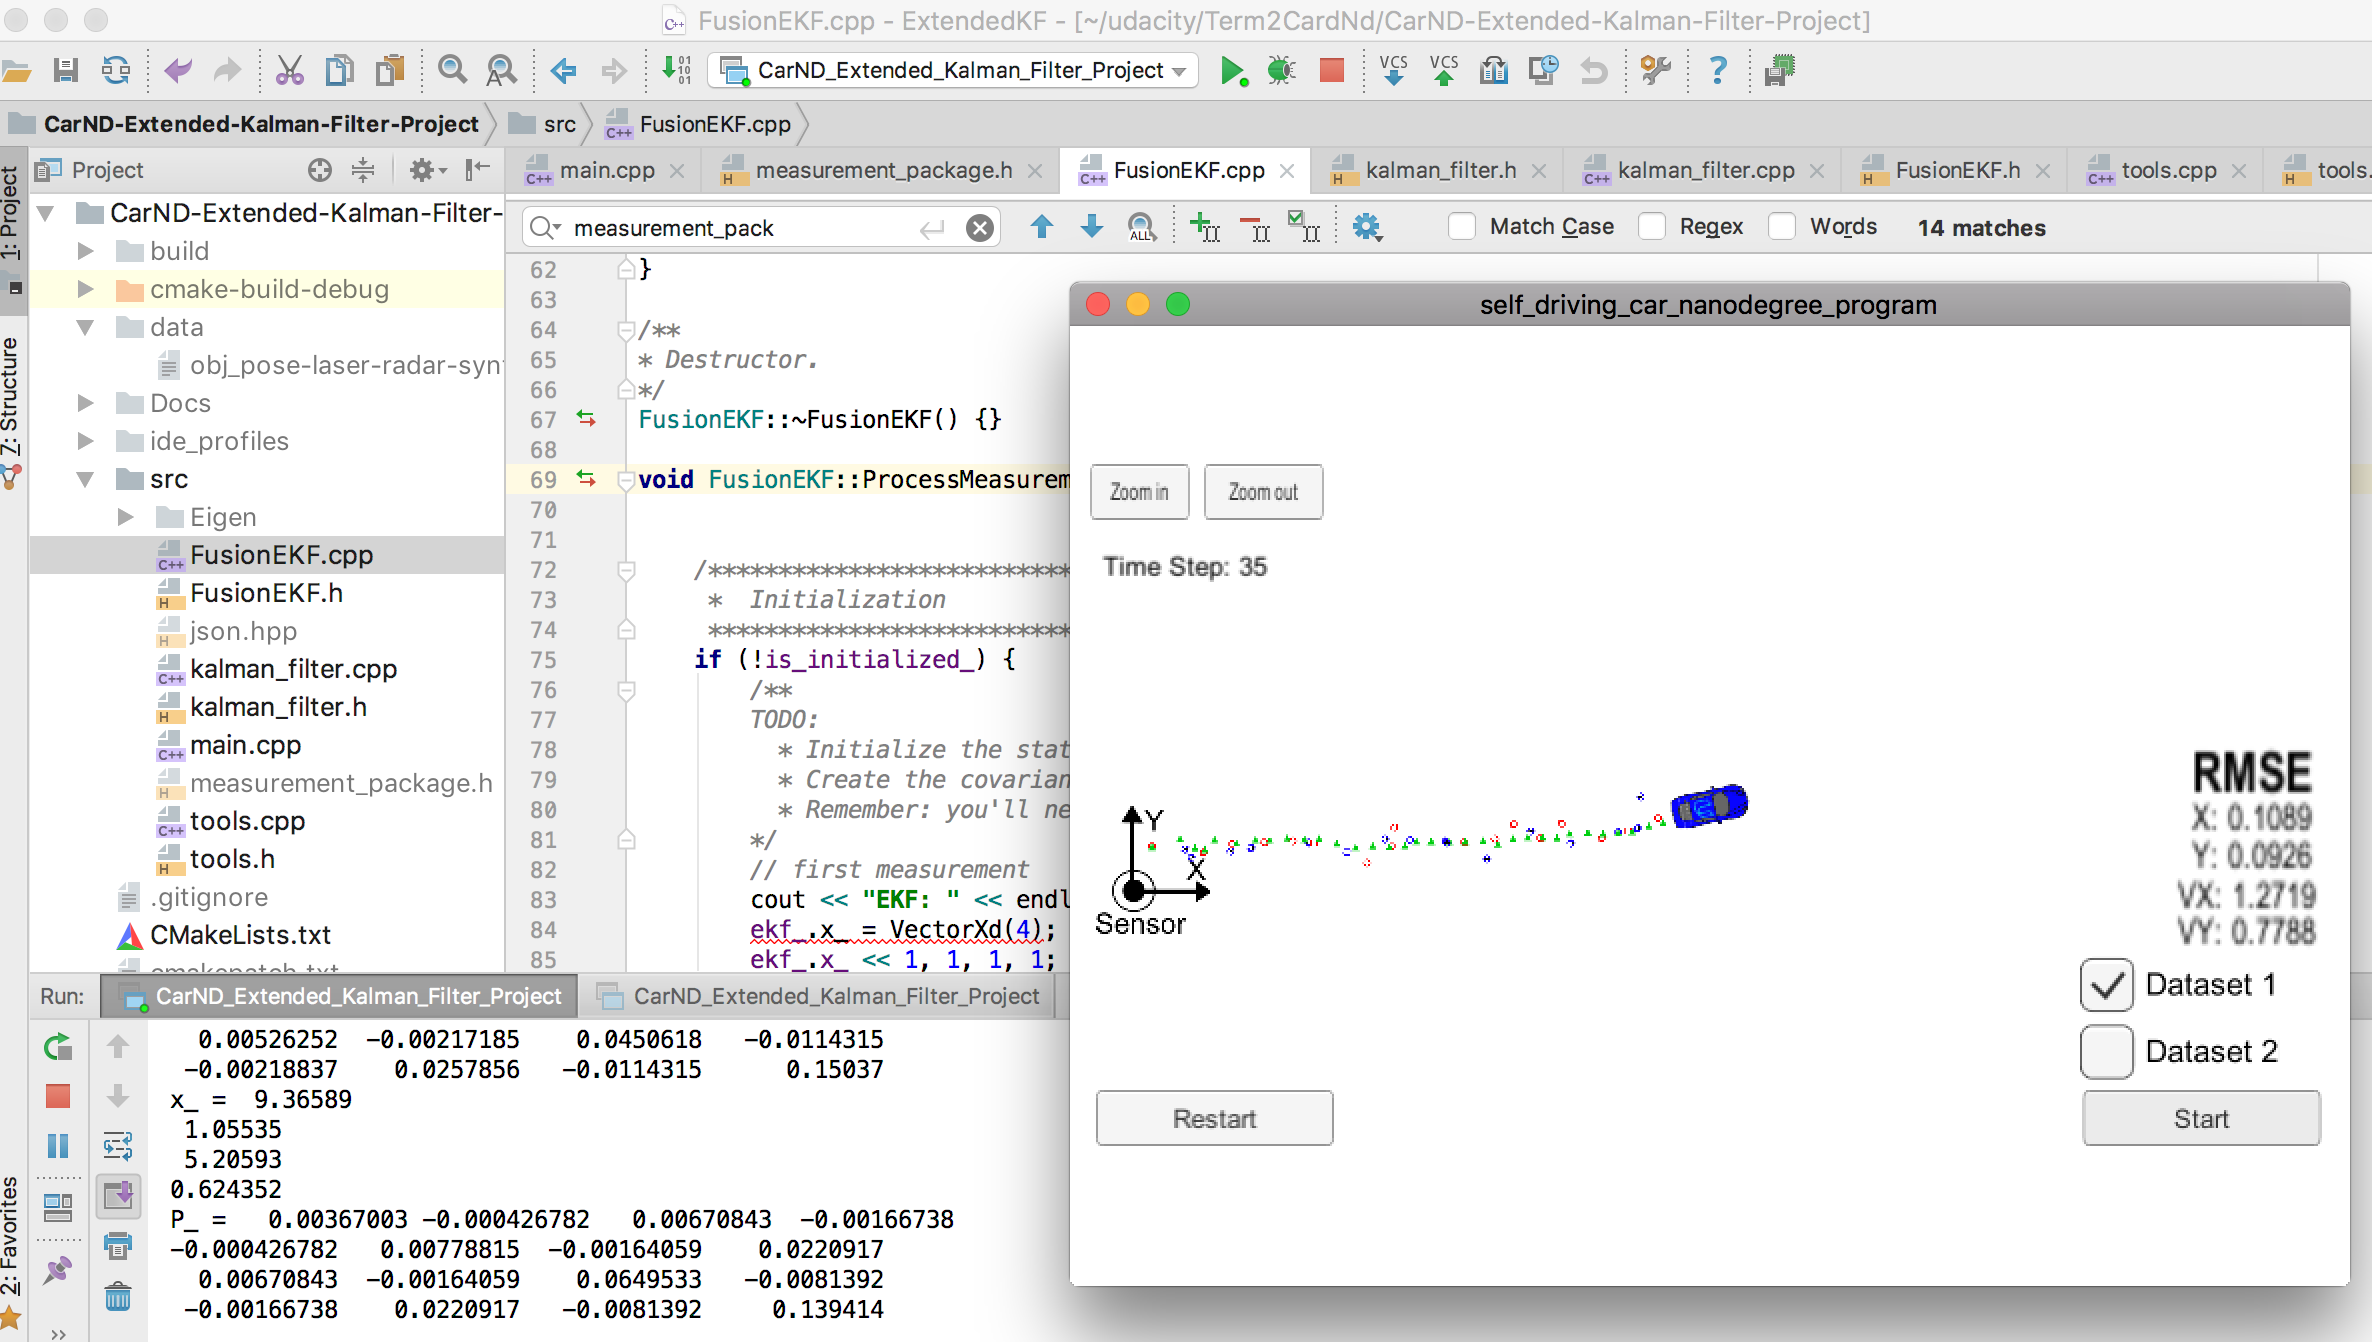 FusionEKF.cpp - ExtendedKF - [~/udacity/Term2CardNd/CarND-Extended-Kalman-Filter-Project]
CarND_Extended_Kalman_Filter_Project
VCS VCS
CarND-Extended-Kalman-Filter-Project src FusionEKF.cpp
Project main.cpp measurement_package.h FusionEKF.cpp kalman_filter.h kalman_filter.cpp FusionEKF.h tools.cpp tools.
1: Project
7: Structure
2: Favorites
CarND-Extended-Kalman-Filter-
build
cmake-build-debug
data
obj_pose-laser-radar-syn
Docs
ide_profiles
src
Eigen
FusionEKF.cpp
FusionEKF.h
json.hpp
kalman_filter.cpp
kalman_filter.h
main.cpp
measurement_package.h
tools.cpp
tools.h
.gitignore
CMakeLists.txt
cmakepatch.txt
measurement_pack ALL Match Case Regex Words 14 matches
62 }
63
64 /**
65 * Destructor.
66 */
67 FusionEKF::~FusionEKF() {}
68
69 void FusionEKF::ProcessMeasurem
70
71
72 /**************************
73 * Initialization
74 **************************
75 if (!is_initialized_) {
76 /**
77 TODO:
78 * Initialize the stat
79 * Create the covarian
80 * Remember: you'll ne
81 */
82 // first measurement
83 cout << "EKF: " << endl
84 ekf_.x_ = VectorXd(4);
85 ekf_.x_ << 1, 1, 1, 1;
self_driving_car_nanodegree_program
Zoom in Zoom out
Time Step: 35
Y
X
Sensor
RMSE
X: 0.1089
Y: 0.0926
VX: 1.2719
VY: 0.7788
Dataset 1
Dataset 2
Restart Start
Run: CarND_Extended_Kalman_Filter_Project CarND_Extended_Kalman_Filter_Project
0.00526252 -0.00217185 0.0450618 -0.0114315
-0.00218837 0.0257856 -0.0114315 0.15037
x_ = 9.36589
1.05535
5.20593
0.624352
P_ = 0.00367003 -0.000426782 0.00670843 -0.00166738
-0.000426782 0.00778815 -0.00164059 0.0220917
0.00670843 -0.00164059 0.0649533 -0.0081392
-0.00166738 0.0220917 -0.0081392 0.139414